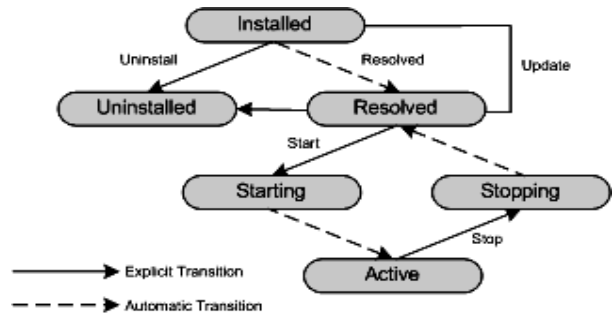 Installed
Uninstall
Resolved
Update
Uninstalled
Resolved
Start
Starting
Stopping
Stop
Active
Explicit Transition
Automatic Transition